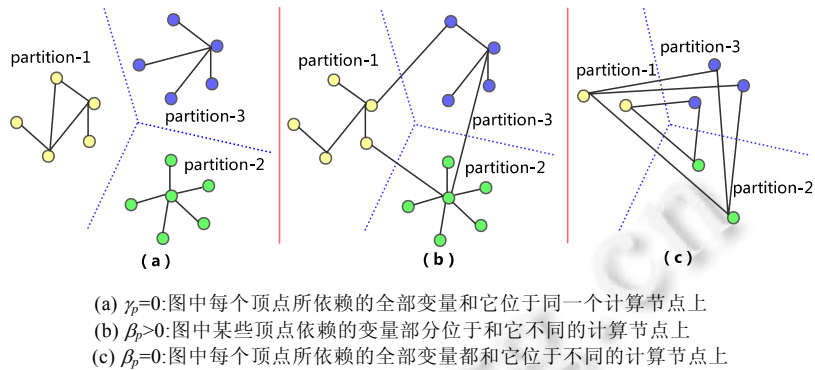 partition-1
partition-3
partition-2
(a)
partition-1
partition-3
partition-2
(b)
partition-3
partition-1
partition-2
(c)
(a) γp=0:图中每个顶点所依赖的全部变量和它位于同一个计算节点上
(b) βp>0:图中某些顶点依赖的变量部分位于和它不同的计算节点上
(c) βp=0:图中每个顶点所依赖的全部变量都和它位于不同的计算节点上